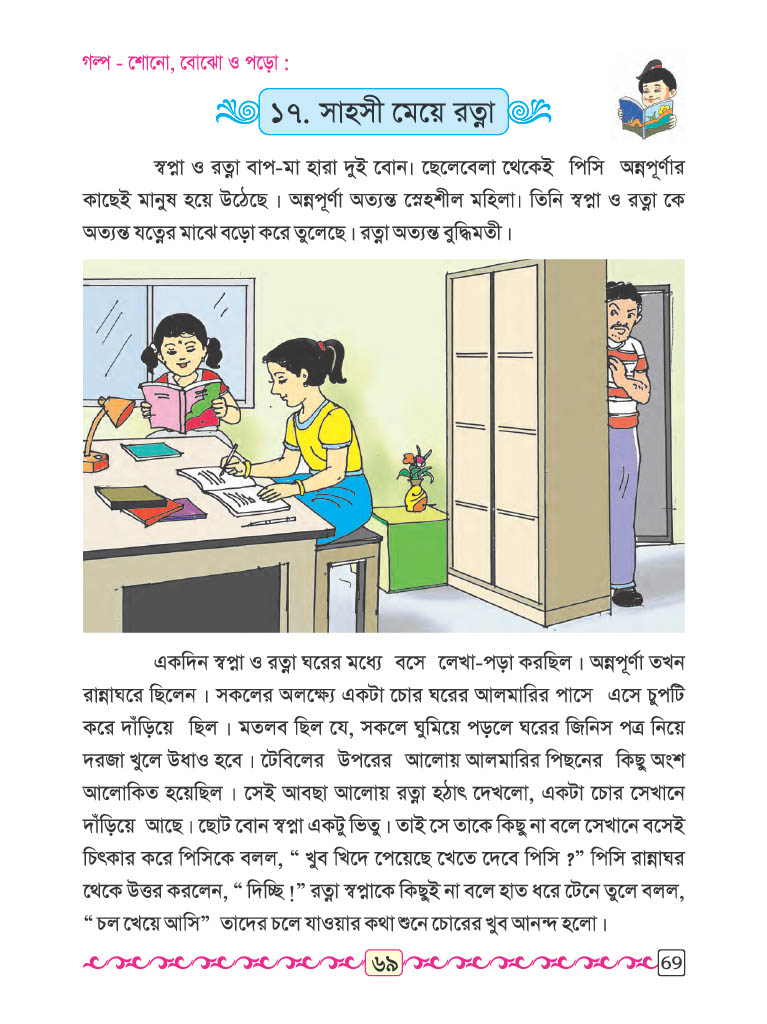 গল্প - শোনো, বোঝো ও পড়ো :
১৭. সাহসী মেয়ে রত্না
স্বপ্না ও রত্না বাপ-মা হারা দুই বোন। ছেলেবেলা থেকেই পিসি অন্নপূর্ণার
কাছেই মানুষ হয়ে উঠেছে । অন্নপূর্ণা অত্যন্ত স্নেহশীল মহিলা। তিনি স্বপ্না ও রত্না কে
অত্যন্ত যত্নের মাঝে বড়ো করে তুলেছে। রত্না অত্যন্ত বুদ্ধিমতী।
একদিন স্বপ্না ও রত্না ঘরের মধ্যে বসে লেখা-পড়া করছিল । অন্নপূর্ণা তখন
রান্নাঘরে ছিলেন । সকলের অলক্ষ্যে একটা চোর ঘরের আলমারির পাসে এসে চুপটি
করে দাঁড়িয়ে ছিল । মতলব ছিল যে, সকলে ঘুমিয়ে পড়লে ঘরের জিনিস পত্র নিয়ে
দরজা খুলে উধাও হবে । টেবিলের উপরের আলোয় আলমারির পিছনের কিছু অংশ
আলোকিত হয়েছিল । সেই আবছা আলোয় রত্না হঠাৎ দেখলো, একটা চোর সেখানে
দাঁড়িয়ে আছে। ছোট বোন স্বপ্না একটু ভিতু। তাই সে তাকে কিছু না বলে সেখানে বসেই
চিৎকার করে পিসিকে বলল, “ খুব খিদে পেয়েছে খেতে দেবে পিসি ?” পিসি রান্নাঘর
থেকে উত্তর করলেন, “ দিচ্ছি !” রত্না স্বপ্নাকে কিছুই না বলে হাত ধরে টেনে তুলে বলল,
“ চল খেয়ে আসি” তাদের চলে যাওয়ার কথা শুনে চোরের খুব আনন্দ হলো।
৬৯
69